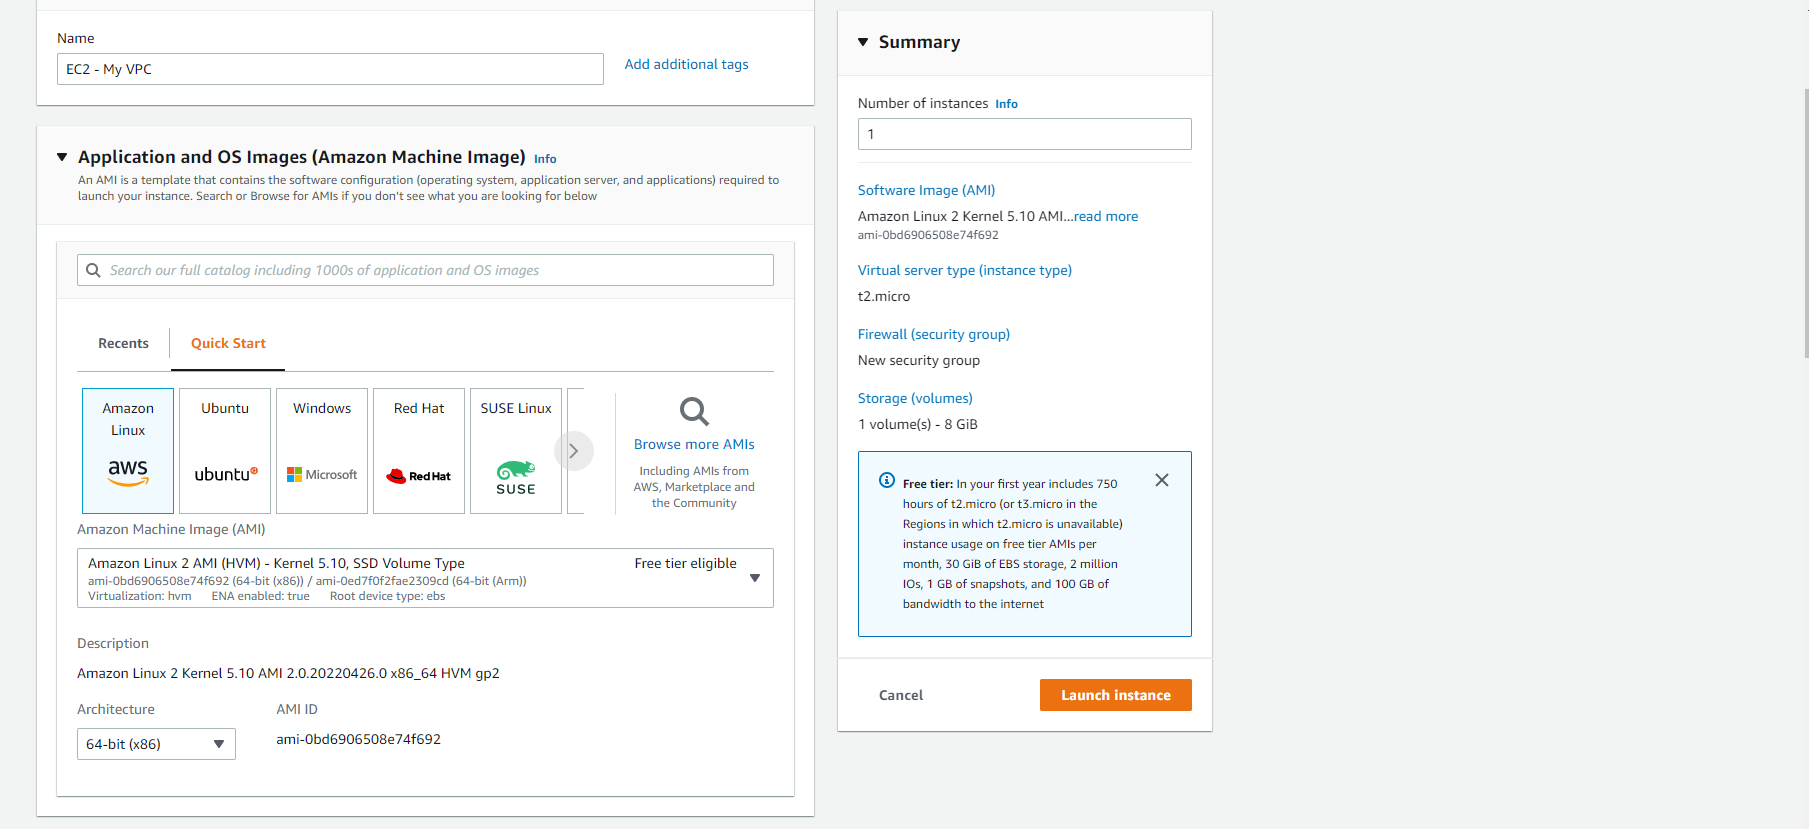 Name
EC2 - My VPC
Add additional tags
Application and OS Images (Amazon Machine Image) Info
An AMI is a template that contains the software configuration (operating system, application server, and applications) required to
launch your instance. Search or Browse for AMIs if you don't see what you are looking for below
Search our full catalog including 1000s of application and OS images
Recents
Quick Start
Amazon
Linux
aws
Ubuntu
ubuntu
Windows
Microsoft
Red Hat
Red Hat
SUSE Linux
SUSE
Browse more AMIs
Including AMIs from
AWS, Marketplace and
the Community
Amazon Machine Image (AMI)
Amazon Linux 2 AMI (HVM) - Kernel 5.10, SSD Volume Type
Free tier eligible
ami-0bd6906508e74f692 (64-bit (x86)) / ami-0ed7f0f2fae2309cd (64-bit (Arm))
Virtualization: hvm ENA enabled: true Root device type: ebs
Description
Amazon Linux 2 Kernel 5.10 AMI 2.0.20220426.0 x86_64 HVM gp2
Architecture
64-bit (x86)
AMI ID
ami-0bd6906508e74f692
Summary
Number of instances Info
1
Software Image (AMI)
Amazon Linux 2 Kernel 5.10 AMI...read more
ami-0bd6906508e74f692
Virtual server type (instance type)
t2.micro
Firewall (security group)
New security group
Storage (volumes)
1 volume(s) - 8 GiB
Free tier: In your first year includes 750
hours of t2.micro (or t3.micro in the
Regions in which t2.micro is unavailable)
instance usage on free tier AMIs per
month, 30 GiB of EBS storage, 2 million
IOs, 1 GB of snapshots, and 100 GB of
bandwidth to the internet
Cancel
Launch instance